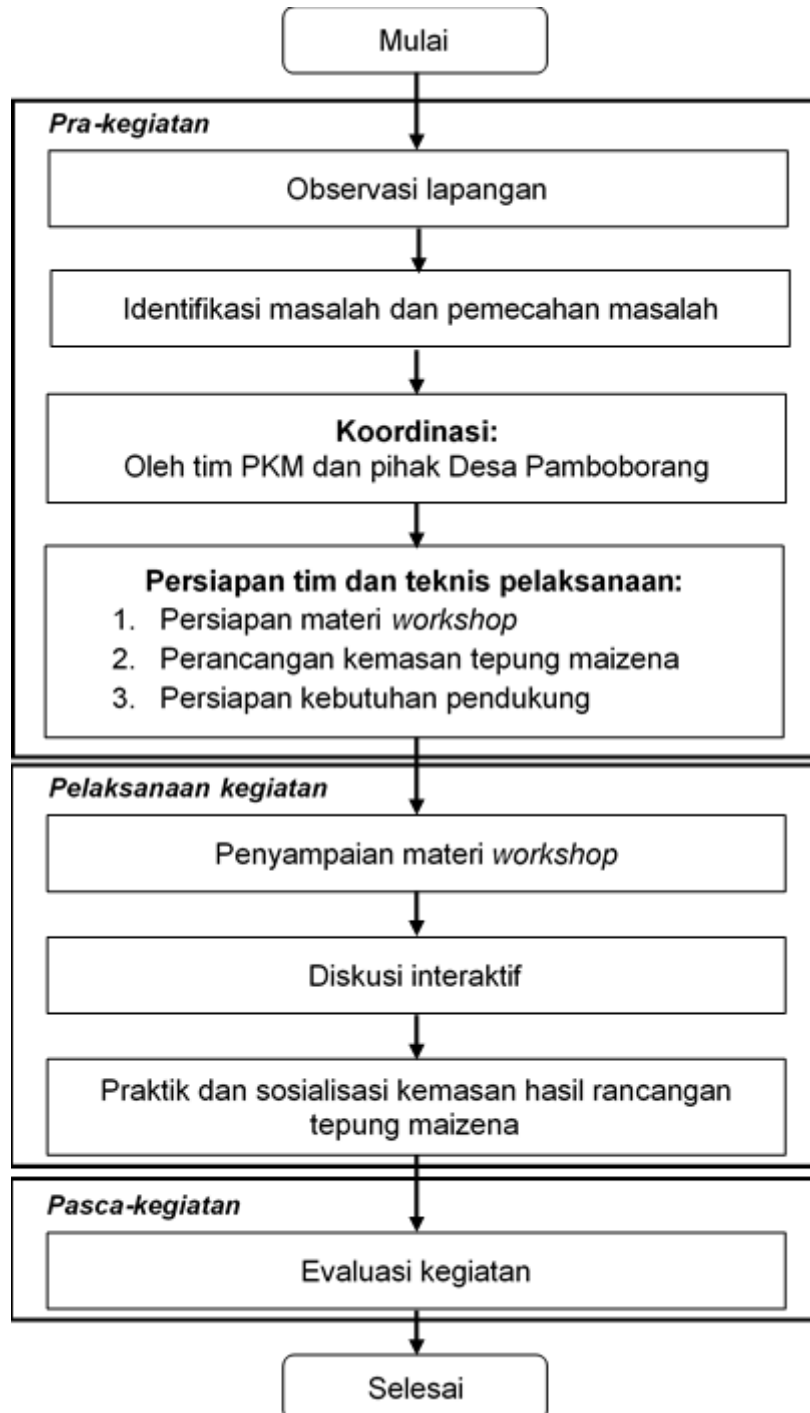 Mulai
Pra-kegiatan
Observasi lapangan
Identifikasi masalah dan pemecahan masalah
Koordinasi:
Oleh tim PKM dan pihak Desa Pamboborang
Persiapan tim dan teknis pelaksanaan:
1. Persiapan materi workshop
2. Perancangan kemasan tepung maizena
3. Persiapan kebutuhan pendukung
Pelaksanaan kegiatan
Penyampaian materi workshop
Diskusi interaktif
Praktik dan sosialisasi kemasan hasil rancangan
tepung maizena
Pasca-kegiatan
Evaluasi kegiatan
Selesai